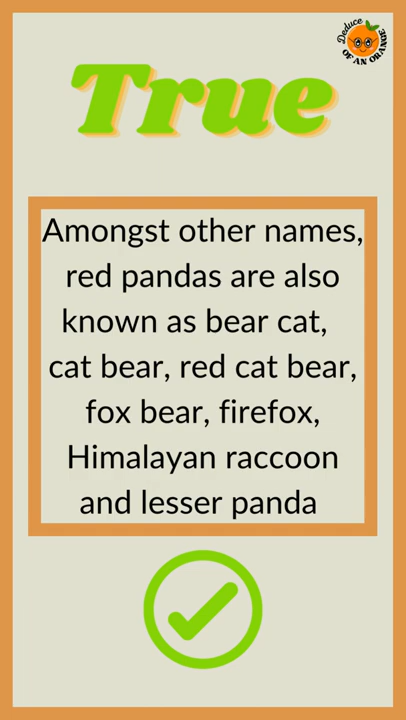 Deduce
OF AN ORANGE
True
Amongst other names,
red pandas are also
known as bear cat,
cat bear, red cat bear,
fox bear, firefox,
Himalayan raccoon
and lesser panda